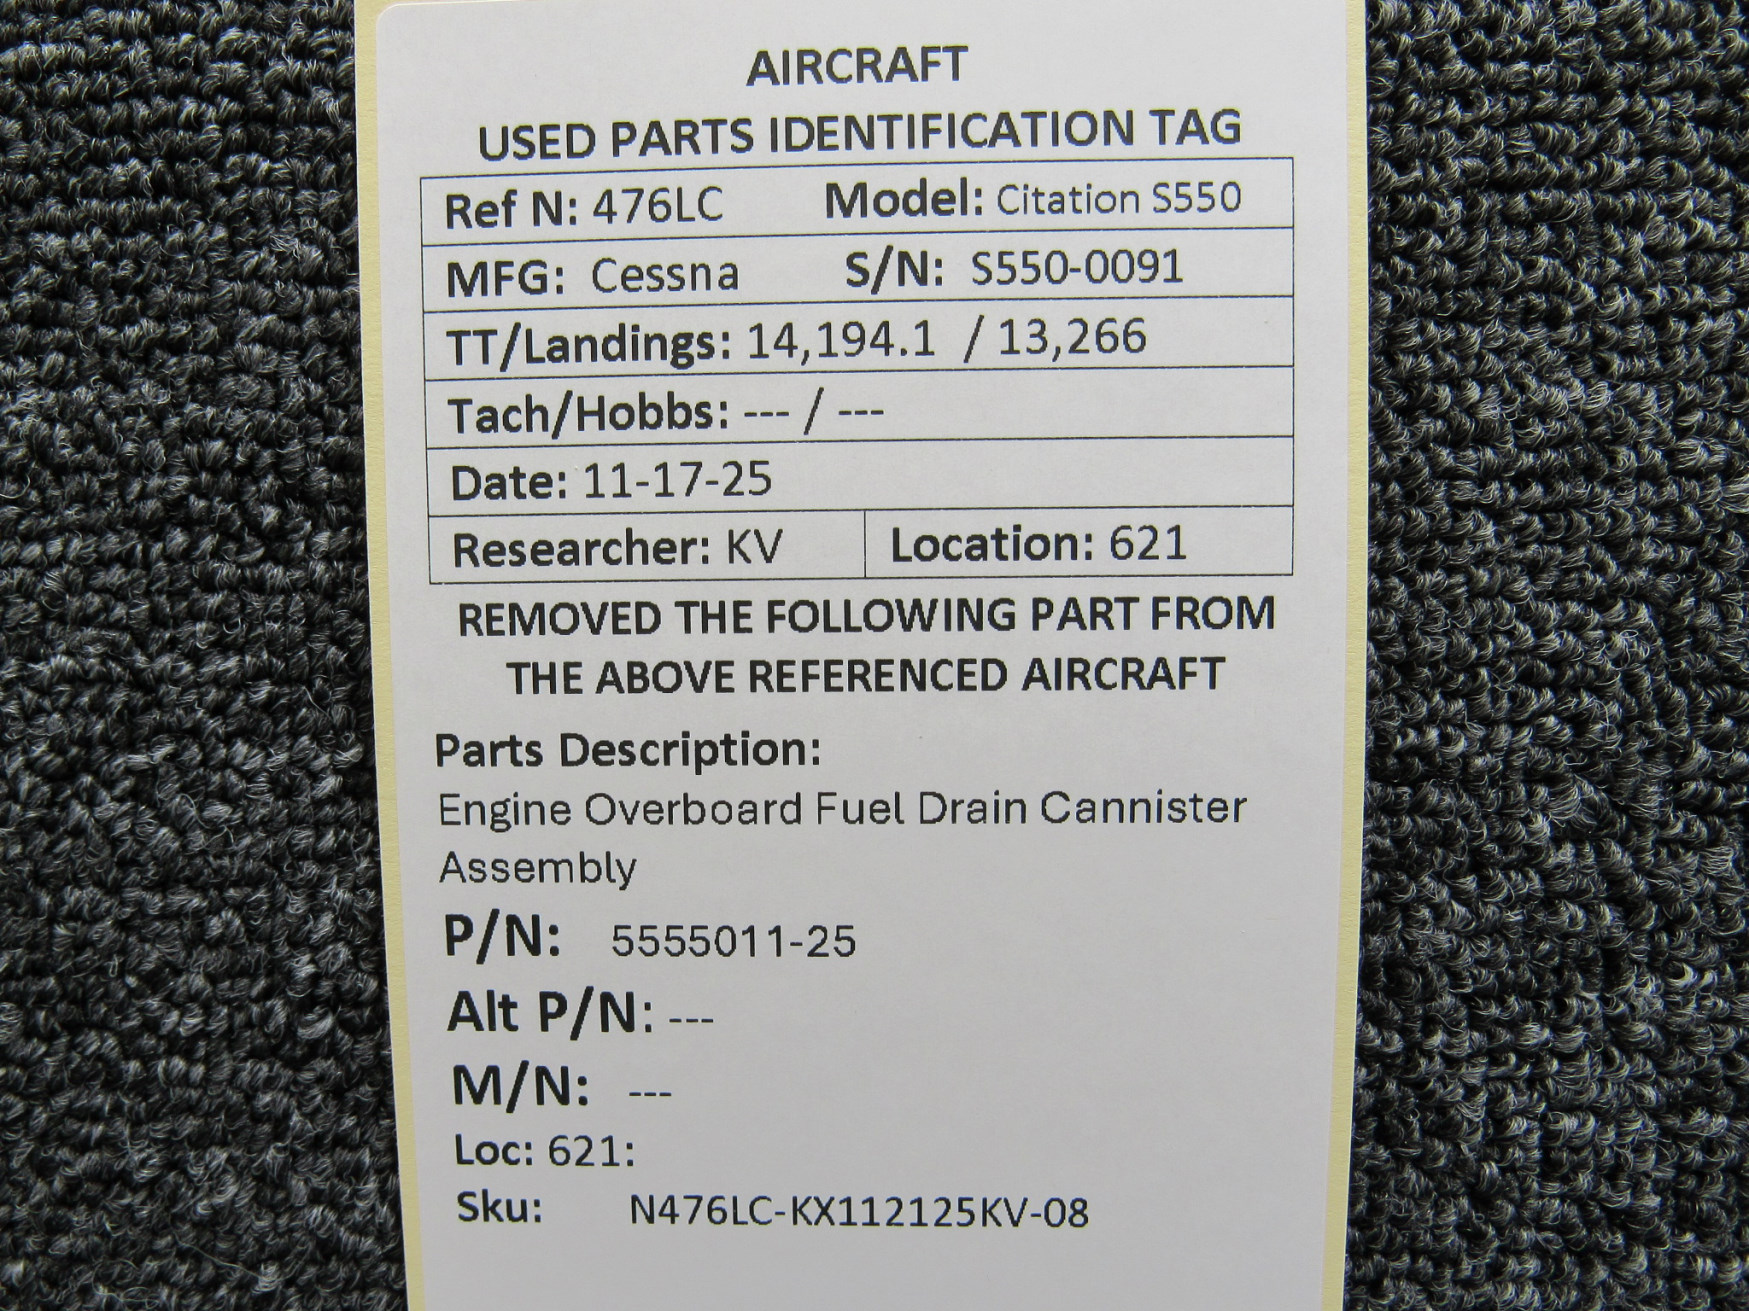 AIRCRAFT
USED PARTS IDENTIFICATION TAG
Ref N: 476LC Model: Citation S550
MFG: Cessna S/N: S550-0091
TT/Landings: 14,194.1 / 13,266
Tach/Hobbs: --- / ---
Date: 11-17-25
Researcher: KV Location: 621
REMOVED THE FOLLOWING PART FROM
THE ABOVE REFERENCED AIRCRAFT
Parts Description:
Engine Overboard Fuel Drain Cannister
Assembly
P/N: 5555011-25
Alt P/N: ---
M/N: ---
Loc: 621:
Sku: N476LC-KX112125KV-08